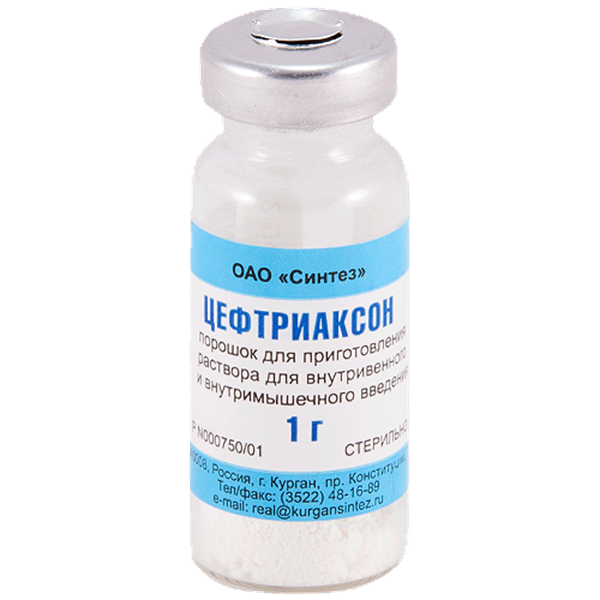 ОАО «Синтез»
ЦЕФТРИАКСОН
порошок для приготовления
раствора для внутривенного
и внутримышечного введения
1 г
Р N000750/01 СТЕРИЛЬНО
Россия, г. Курган, пр. Конституции,
Тел/факс: (3522) 48-16-89
e-mail: real@kurgansintez.ru